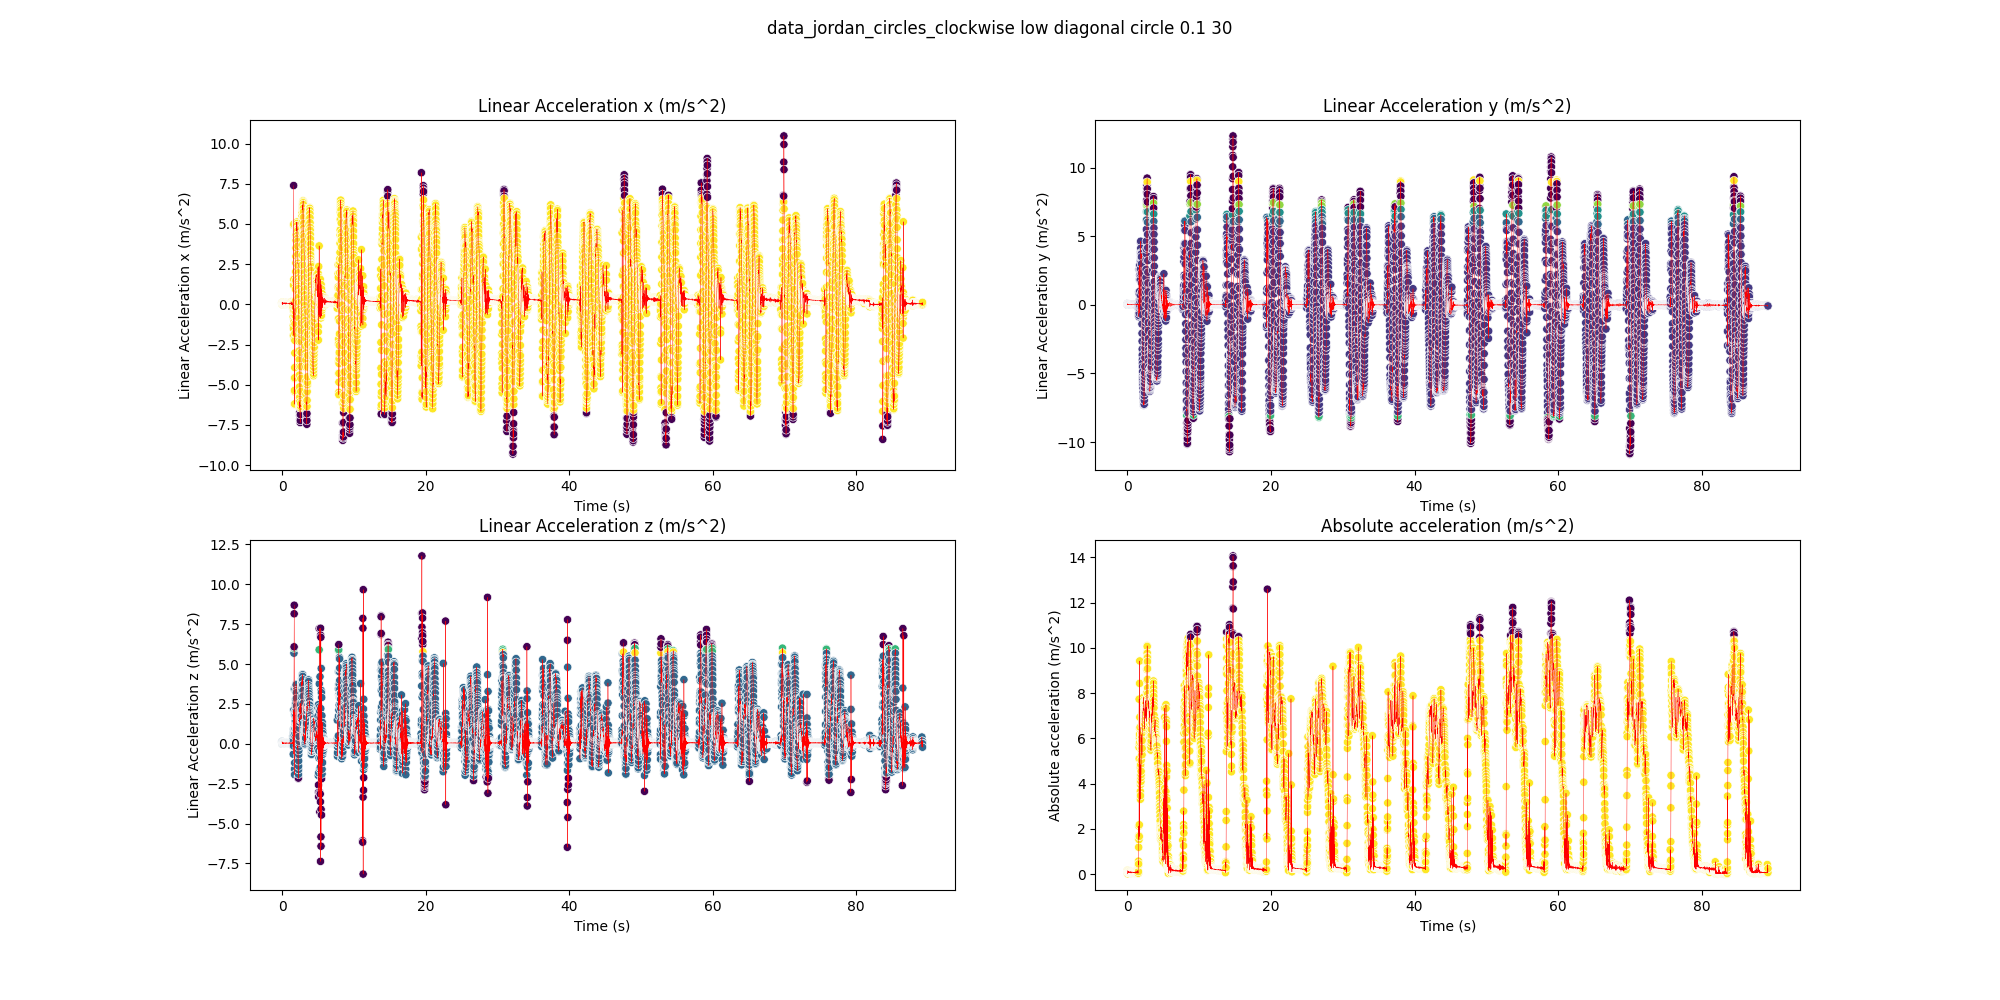 data_jordan_circles_clockwise low diagonal circle 0.1 30
Linear Acceleration x (m/s^2)
Linear Acceleration x (m/s^2)
10.0
7.5
5.0
2.5
0.0
−2.5
−5.0
−7.5
−10.0
0 20 40 60 80
Time (s)
Linear Acceleration y (m/s^2)
Linear Acceleration y (m/s^2)
10
5
0
−5
−10
0 20 40 60 80
Time (s)
Linear Acceleration z (m/s^2)
Linear Acceleration z (m/s^2)
12.5
10.0
7.5
5.0
2.5
0.0
−2.5
−5.0
−7.5
0 20 40 60 80
Time (s)
Absolute acceleration (m/s^2)
Absolute acceleration (m/s^2)
14
12
10
8
6
4
2
0
0 20 40 60 80
Time (s)